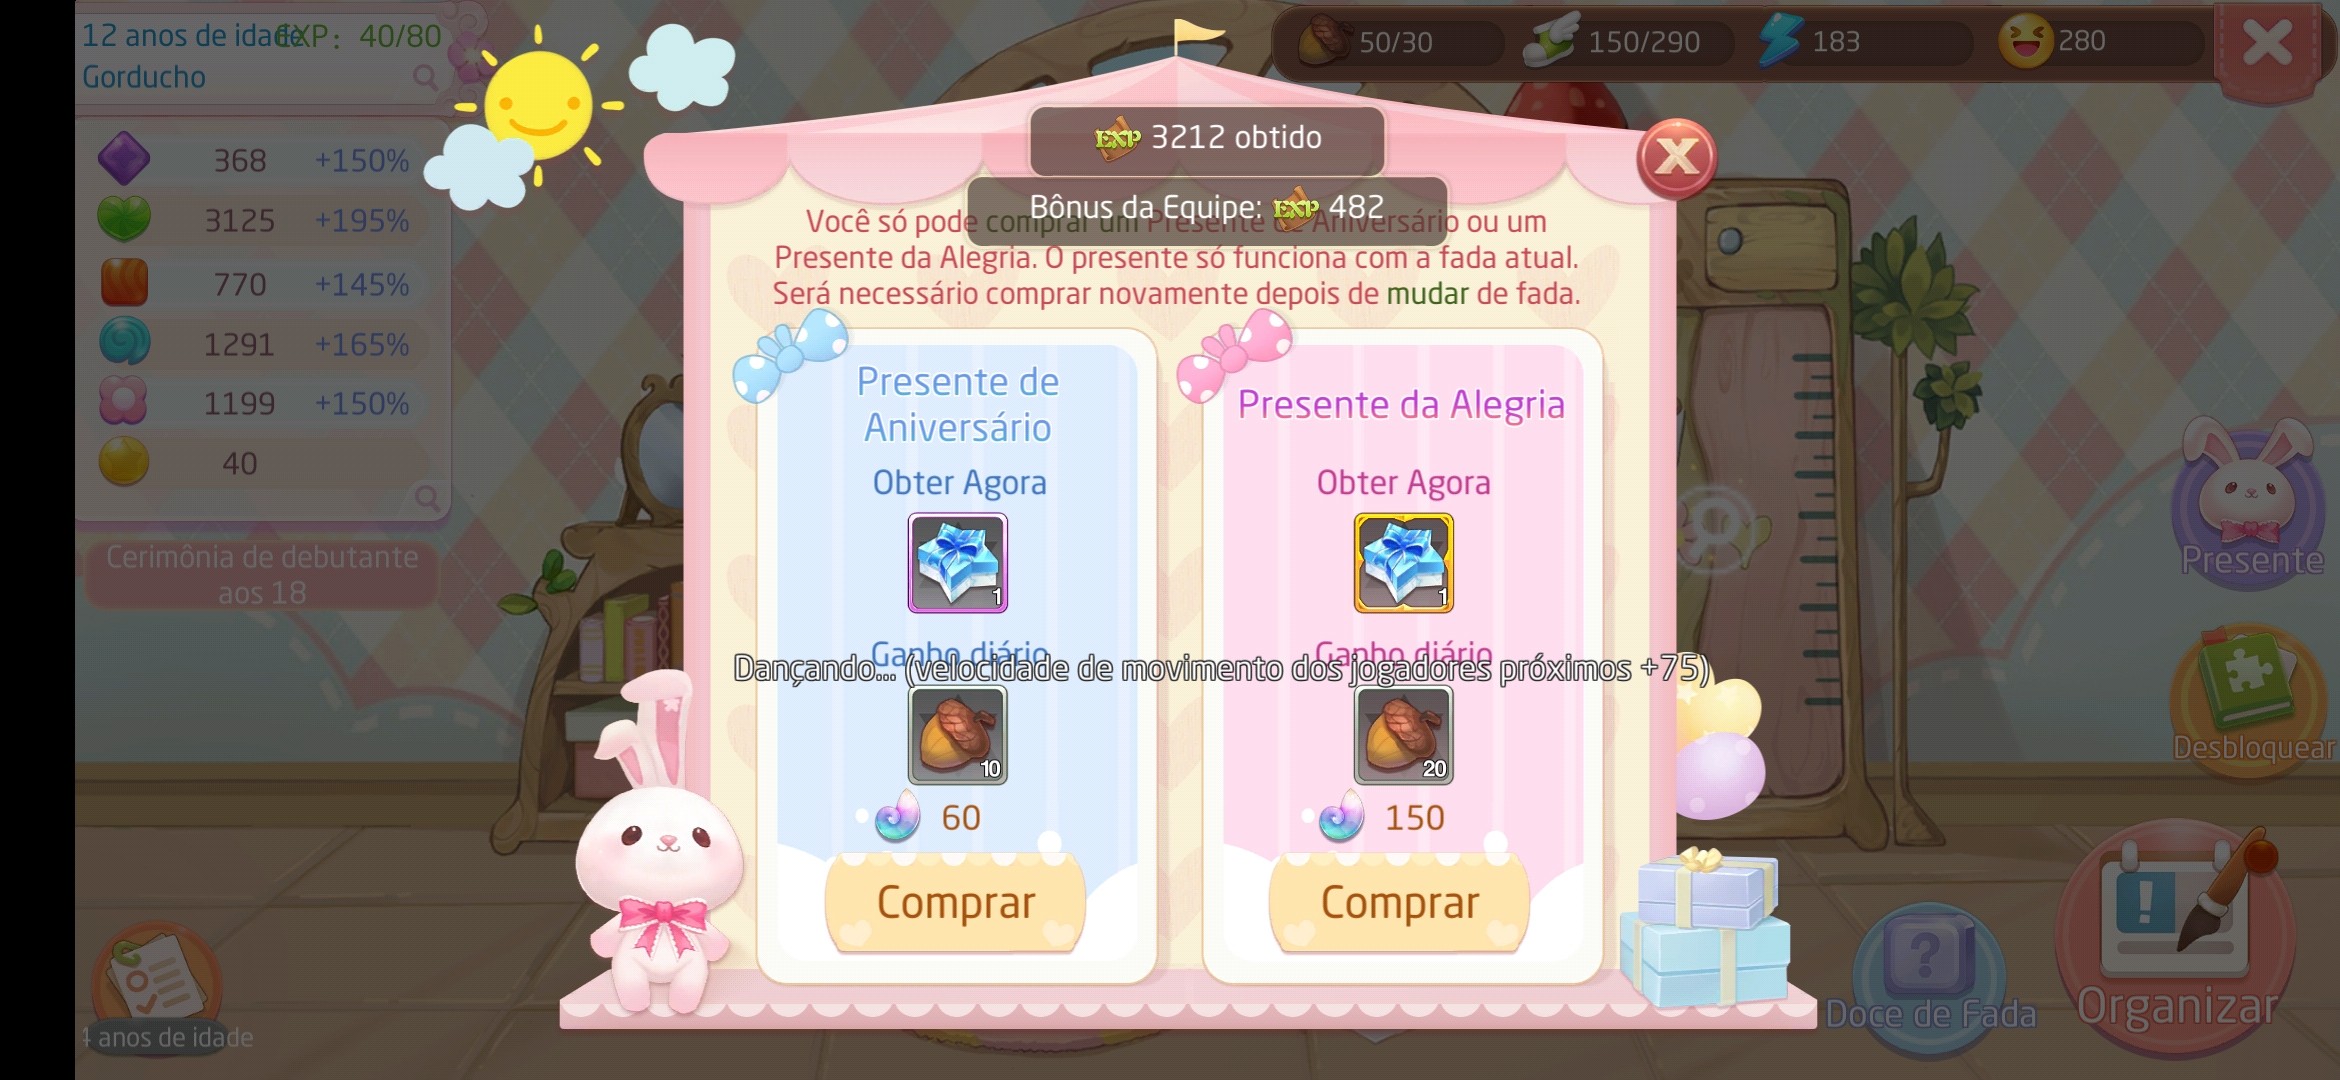 12 anos de idade
EXP: 40/80
Gorducho
50/30
150/290
183
280
368 +150%
3125 +195%
770 +145%
1291 +165%
1199 +150%
40
Cerimônia de debutante
aos 18
EXP 3212 obtido
Bônus da Equipe: EXP 482
Você só pode comprar um Presente de Aniversário ou um
Presente da Alegria. O presente só funciona com a fada atual.
Será necessário comprar novamente depois de mudar de fada.
Presente de
Aniversário
Obter Agora
1
Ganho diário
10
60
Comprar
Presente da Alegria
Obter Agora
1
Ganho diário
20
150
Comprar
Dançando... (velocidade de movimento dos jogadores próximos +75)
Presente
Desbloquear
Doce de Fada
Organizar
4 anos de idade